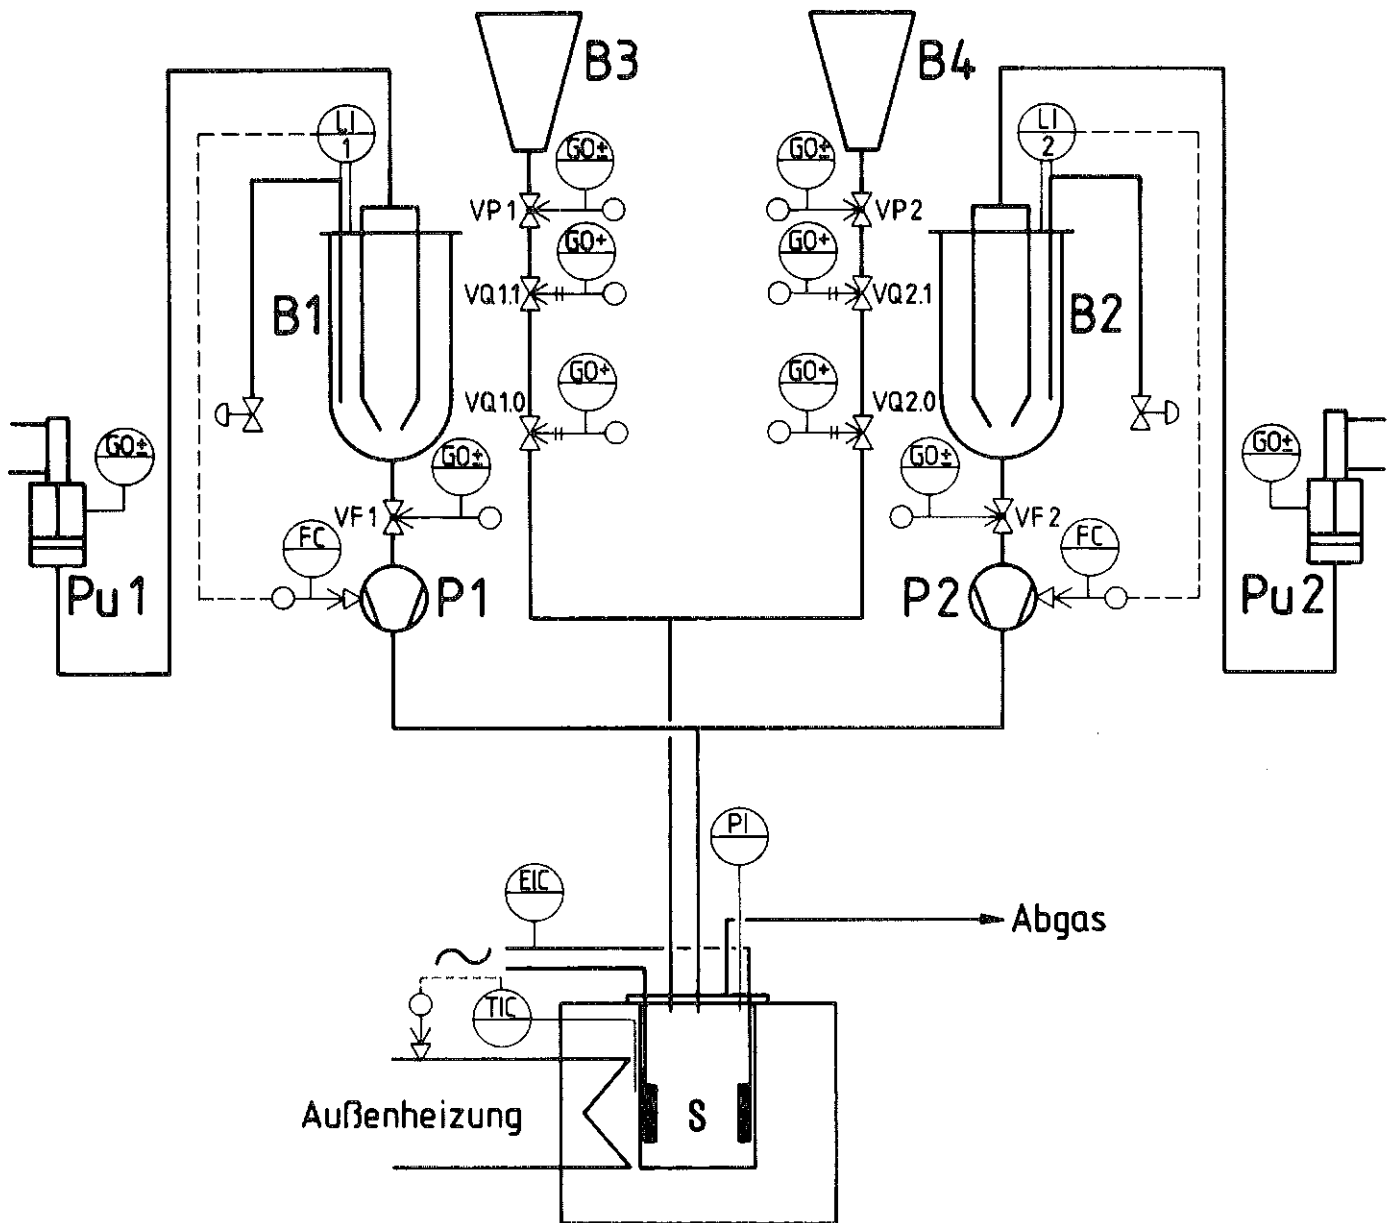 B3
B4
LI
1
LI
2
GO±
GO±
VP1
VP2
GO+
GO+
VQ1.1
VQ2.1
B1
B2
GO+
GO+
VQ1.0
VQ2.0
GO±
GO±
GO±
GO±
VF1
VF2
FC
FC
Pu1
P1
P2
Pu2
PI
EIC
Abgas
TIC
Außenheizung
S